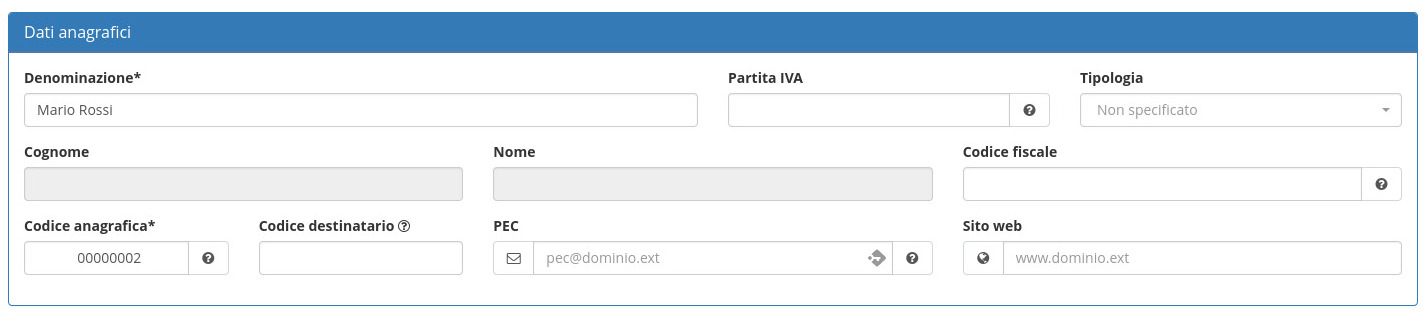 Dati anagrafici
Denominazione* Partita IVA Tipologia
Mario Rossi Non specificato
Cognome Nome Codice fiscale
Codice anagrafica* Codice destinatario PEC Sito web
00000002 pec@dominio.ext www.dominio.ext